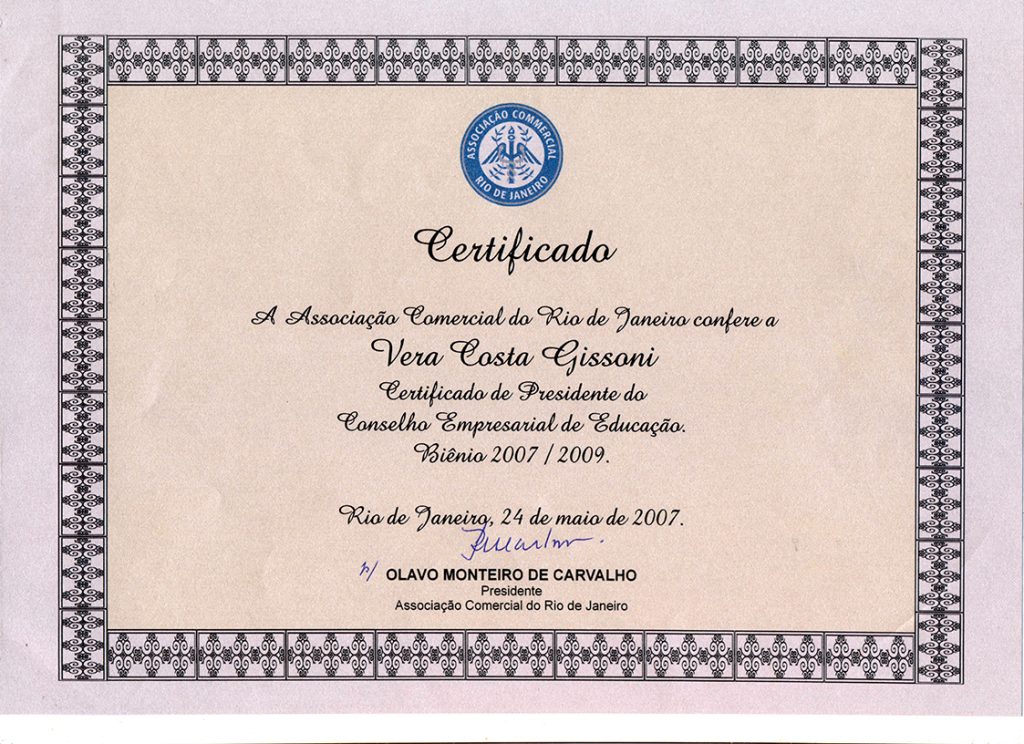 ASSOCIAÇÃO COMMERCIAL
RIO DE JANEIRO
Certificado
A Associação Comercial do Rio de Janeiro confere a
Vera Costa Gissoni
Certificado de Presidente do
Conselho Empresarial de Educação.
Biênio 2007 / 2009.
Rio de Janeiro, 24 de maio de 2007.
p/ OLAVO MONTEIRO DE CARVALHO
Presidente
Associação Comercial do Rio de Janeiro